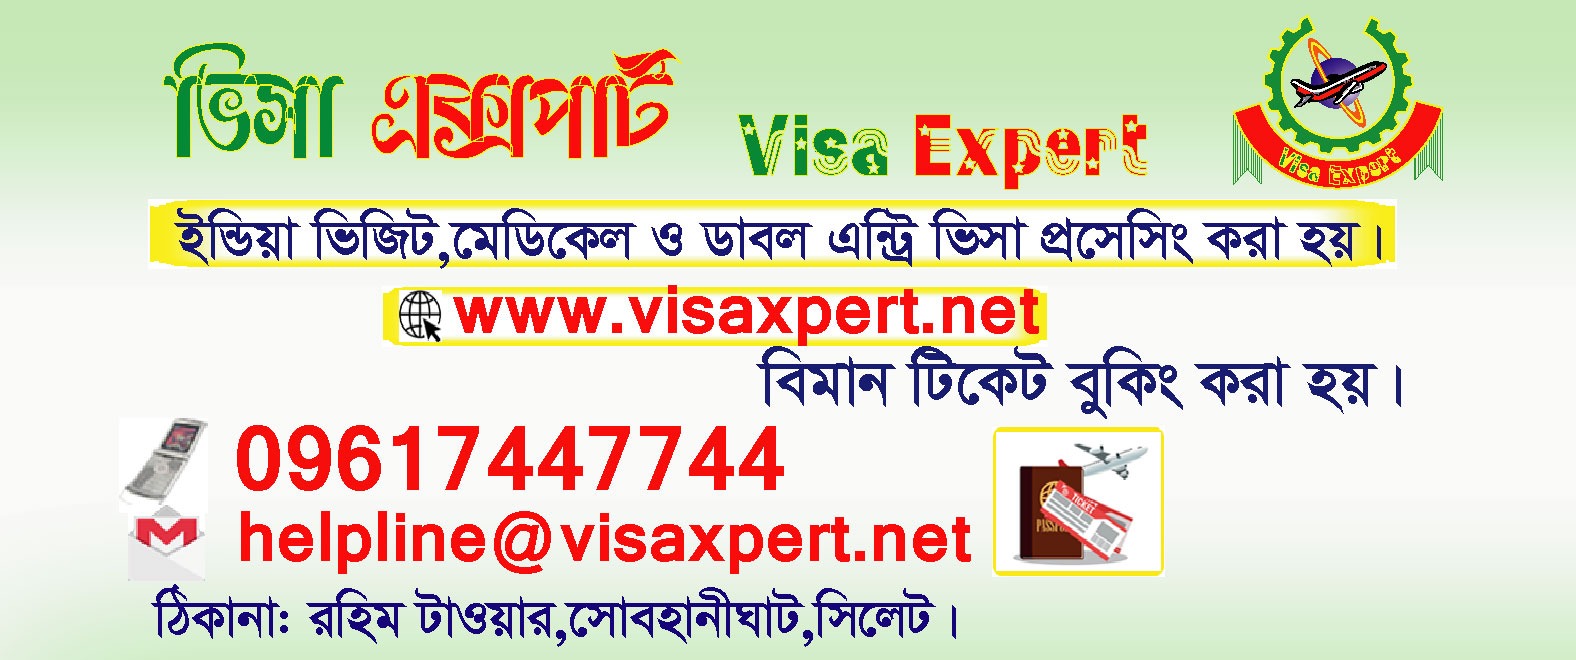 ভিসা এক্সপার্ট
Visa Expert
Visa Expert
ইন্ডিয়া ভিজিট,মেডিকেল ও ডাবল এন্ট্রি ভিসা প্রসেসিং করা হয়।
www.visaxpert.net
বিমান টিকেট বুকিং করা হয়।
09617447744
TICKET
helpline@visaxpert.net
ঠিকানা: রহিম টাওয়ার,সোবহানীঘাট,সিলেট।